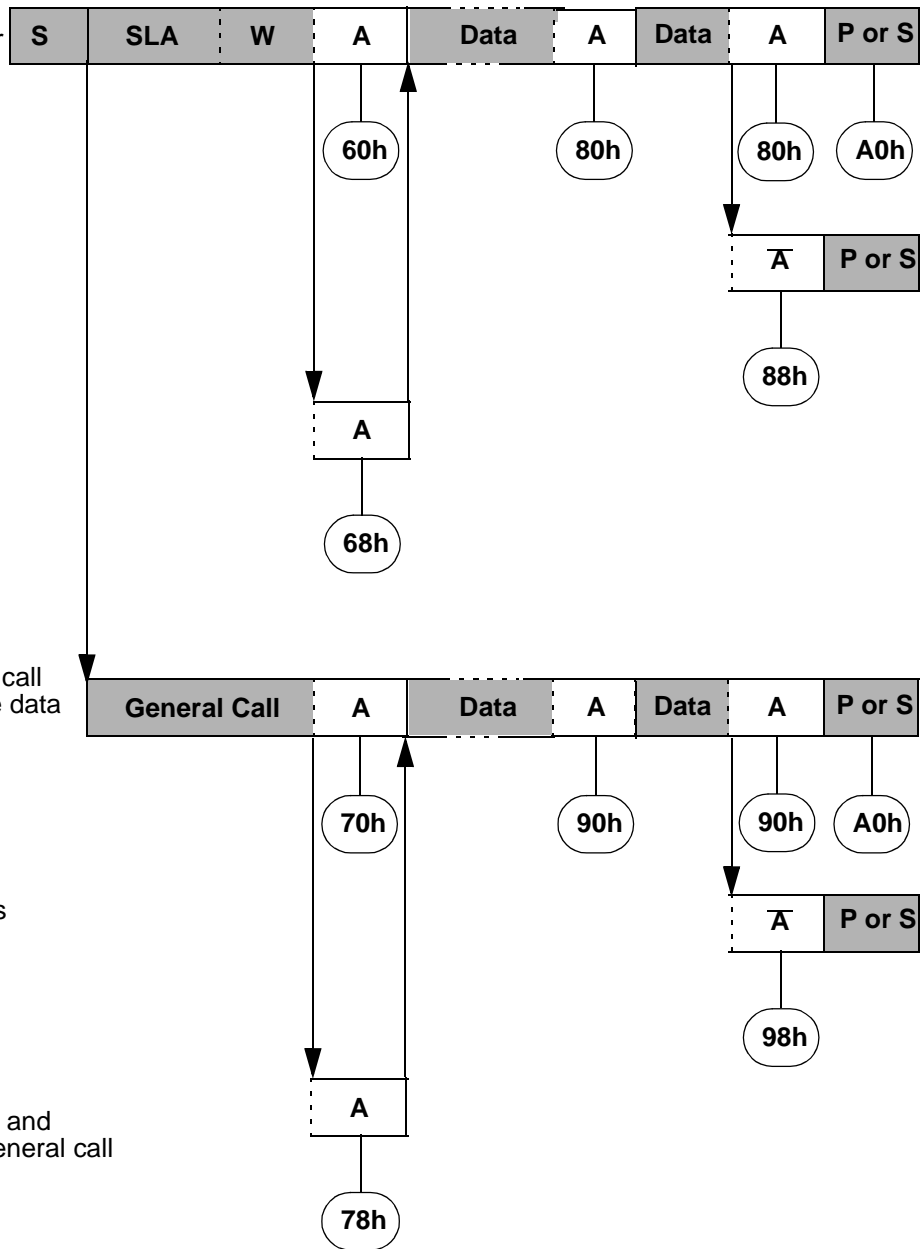 S SLA W A Data A Data A P or S
60h 80h 80h A0h
A̅ P or S
88h
A
68h
call
data
General Call A Data A Data A P or S
70h 90h 90h A0h
s
A̅ P or S
98h
A
and
eneral call
78h